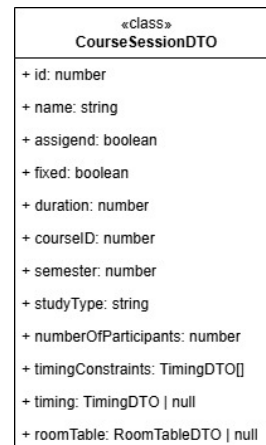 «class»
CourseSessionDTO
+ id: number
+ name: string
+ assigend: boolean
+ fixed: boolean
+ duration: number
+ courseID: number
+ semester: number
+ studyType: string
+ numberOfParticipants: number
+ timingConstraints: TimingDTO[]
+ timing: TimingDTO | null
+ roomTable: RoomTableDTO | null